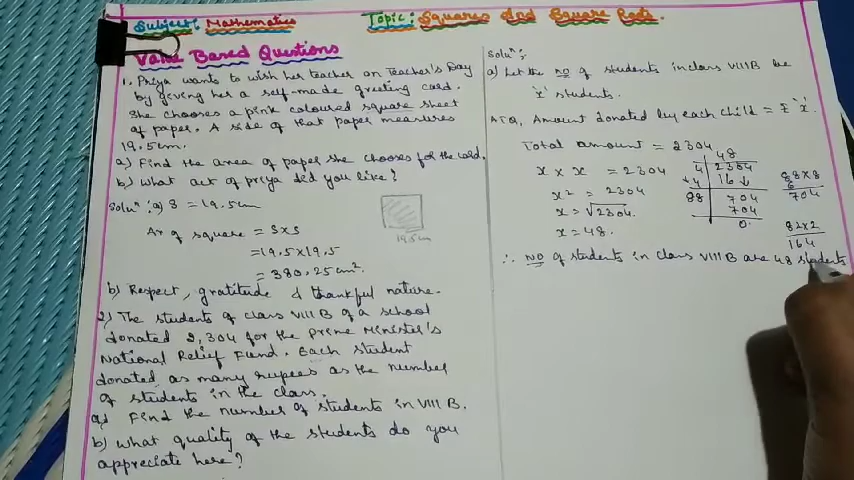 Subject: Mathematics
Topic: Squares And Square Roots.
Value Based Questions
1. Priya wants to wish her teacher on Teacher's Day
by giving her a self-made greeting card.
She chooses a pink coloured square sheet
of paper. A side of that paper measures
19.5cm.
a) Find the area of paper she chooses for the card.
b) What act of priya did you like?
Soluⁿ: a) S = 19.5cm
Ar of square = S×S
=19.5×19.5
= 380.25cm².
19.5cm
b) Respect, gratitude & thankful nature.
2) The students of class VIII B of a school
donated 2,304 for the Prime Minister's
National Relief Fund. Each student
donated as many rupees as the number
of students in the class.
a) Find the number of students in VIII B.
b) What quality of the students do you
appreciate here?
Soluⁿ:
a) Let the no of students in class VIII B be
'x' students.
ATQ, Amount donated by each child = ₹ 'x'.
Total amount = 2304
x × x = 2304
x² = 2304
x = √2304.
x = 48.
48
4 2304
+4 16 ↓
88 704
704
0.
88×8
6
704
82×2
164
∴ no of students in class VIII B are 48 students